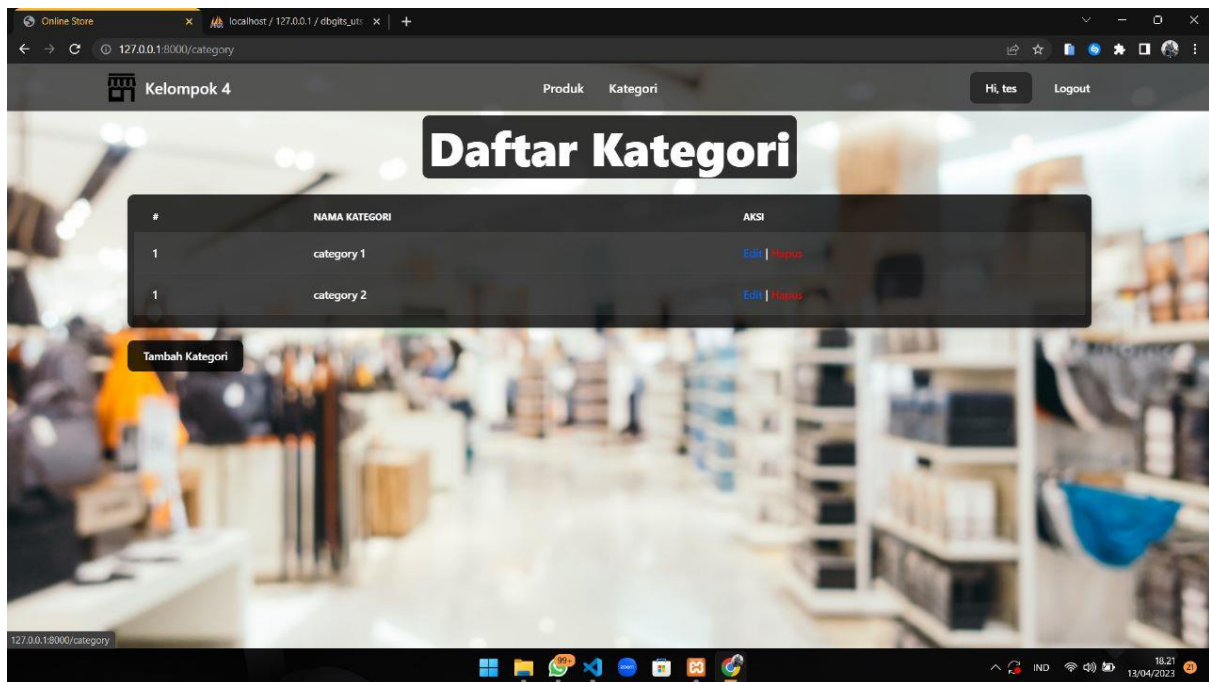 Online Store
localhost / 127.0.0.1 / dbgits_uts
127.0.0.1:8000/category
Kelompok 4 Produk Kategori Hi, tes Logout
Daftar Kategori
# NAMA KATEGORI AKSI
1 category 1 Edit | Hapus
1 category 2 Edit | Hapus
Tambah Kategori
127.0.0.1:8000/category
99+ zoom IND 18.21
13/04/2023 21